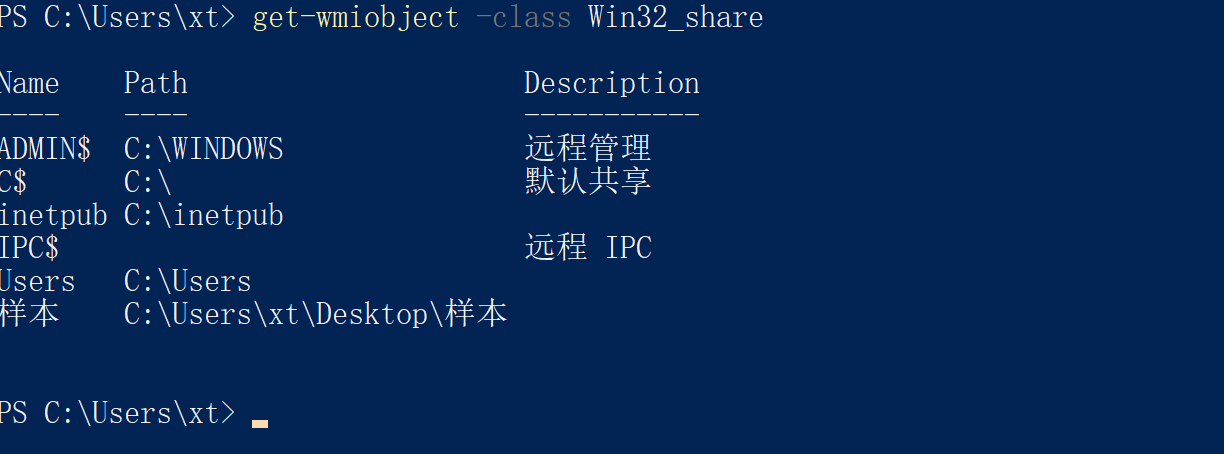 PS C:\Users\xt> get-wmiobject -class Win32_share
Name Path Description
---- ---- -----------
ADMIN$ C:\WINDOWS 远程管理
C$ C:\ 默认共享
inetpub C:\inetpub
IPC$ 远程 IPC
Users C:\Users
样本 C:\Users\xt\Desktop\样本
PS C:\Users\xt>